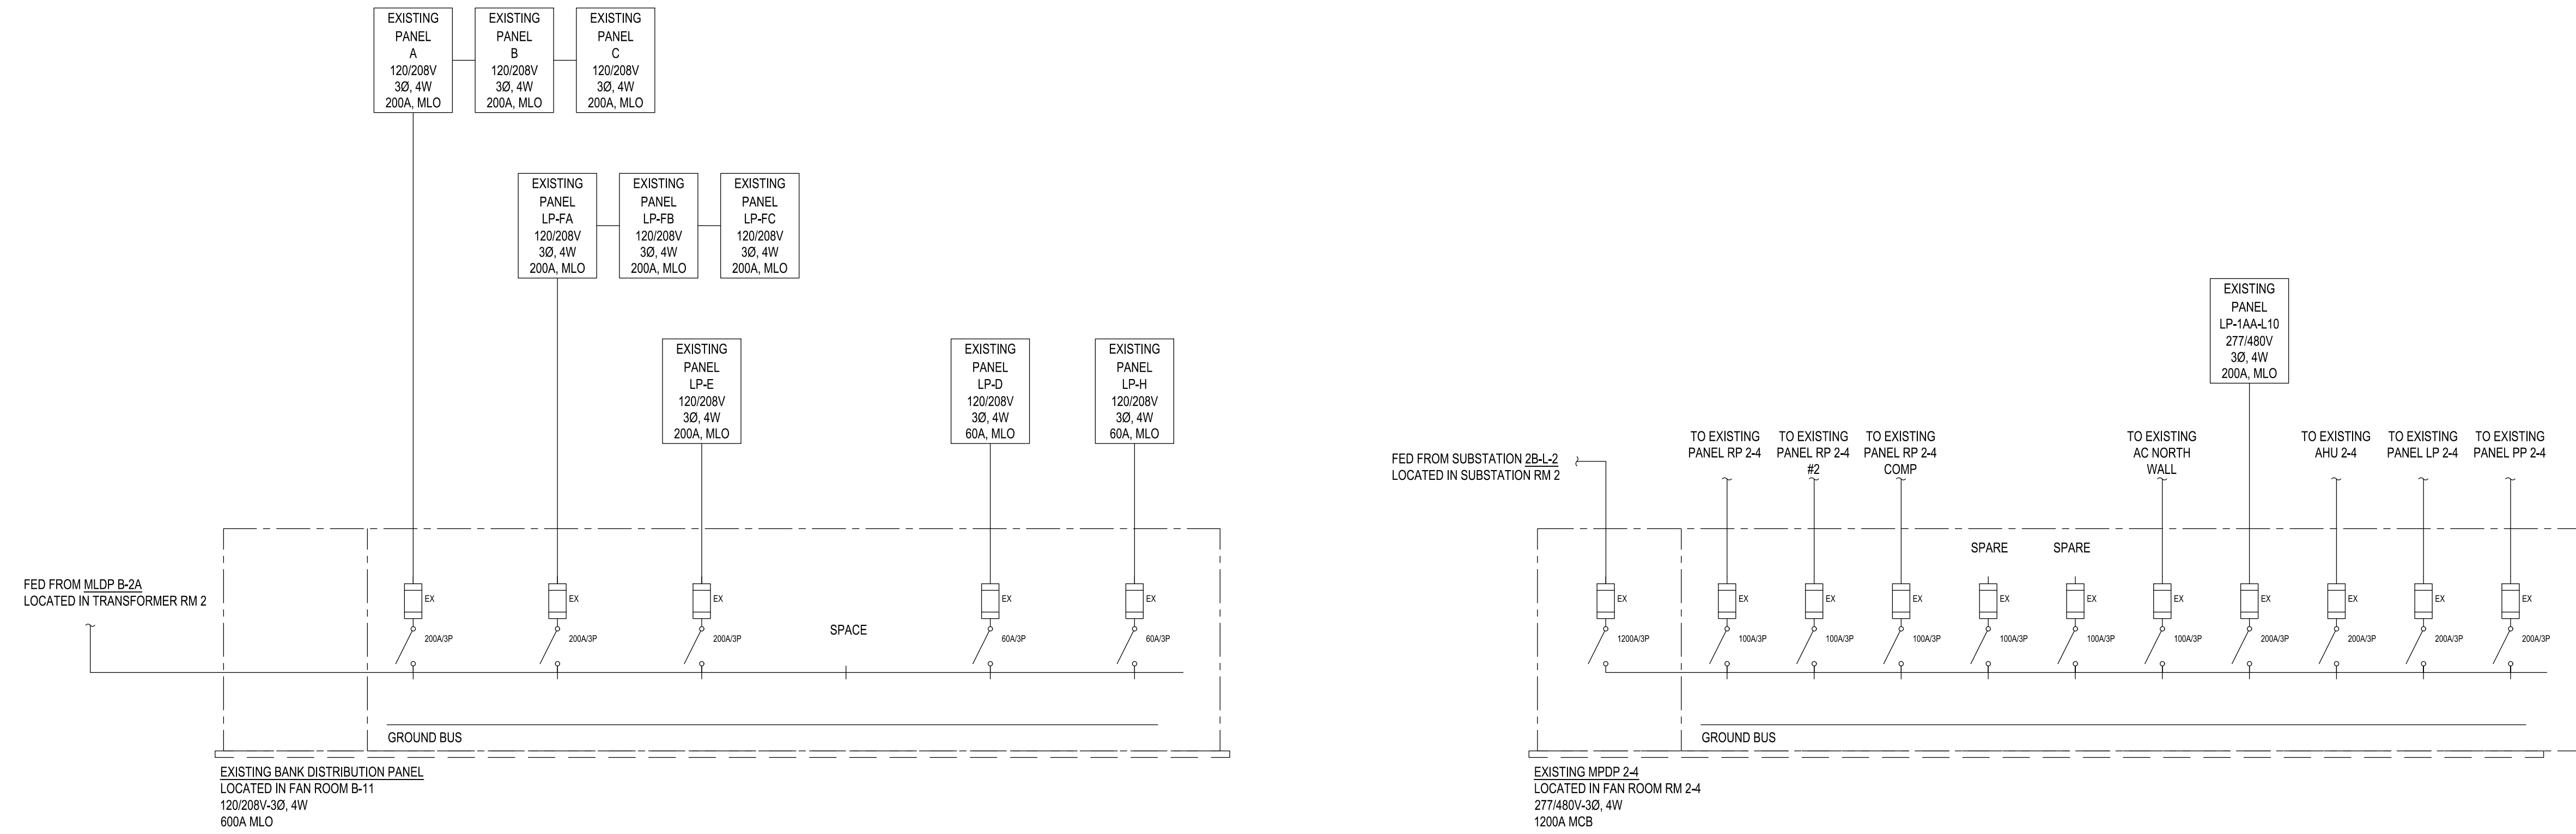 EXISTING
PANEL
A
120/208V
3Ø, 4W
200A, MLO
EXISTING
PANEL
B
120/208V
3Ø, 4W
200A, MLO
EXISTING
PANEL
C
120/208V
3Ø, 4W
200A, MLO
EXISTING
PANEL
LP-FA
120/208V
3Ø, 4W
200A, MLO
EXISTING
PANEL
LP-FB
120/208V
3Ø, 4W
200A, MLO
EXISTING
PANEL
LP-FC
120/208V
3Ø, 4W
200A, MLO
EXISTING
PANEL
LP-E
120/208V
3Ø, 4W
200A, MLO
EXISTING
PANEL
LP-D
120/208V
3Ø, 4W
60A, MLO
EXISTING
PANEL
LP-H
120/208V
3Ø, 4W
60A, MLO
FED FROM MLDP B-2A
LOCATED IN TRANSFORMER RM 2
EX
200A/3P
EX
200A/3P
EX
200A/3P
SPACE
EX
60A/3P
EX
60A/3P
GROUND BUS
EXISTING BANK DISTRIBUTION PANEL
LOCATED IN FAN ROOM B-11
120/208V-3Ø, 4W
600A MLO
EXISTING
PANEL
LP-1AA-L10
277/480V
3Ø, 4W
200A, MLO
FED FROM SUBSTATION 2B-L-2
LOCATED IN SUBSTATION RM 2
TO EXISTING
PANEL RP 2-4
TO EXISTING
PANEL RP 2-4
#2
TO EXISTING
PANEL RP 2-4
COMP
TO EXISTING
AC NORTH
WALL
TO EXISTING
AHU 2-4
TO EXISTING
PANEL LP 2-4
TO EXISTING
PANEL PP 2-4
SPARE
SPARE
EX
1200A/3P
EX
100A/3P
EX
100A/3P
EX
100A/3P
EX
100A/3P
EX
100A/3P
EX
100A/3P
EX
200A/3P
EX
200A/3P
EX
200A/3P
EX
200A/3P
GROUND BUS
EXISTING MPDP 2-4
LOCATED IN FAN ROOM RM 2-4
277/480V-3Ø, 4W
1200A MCB